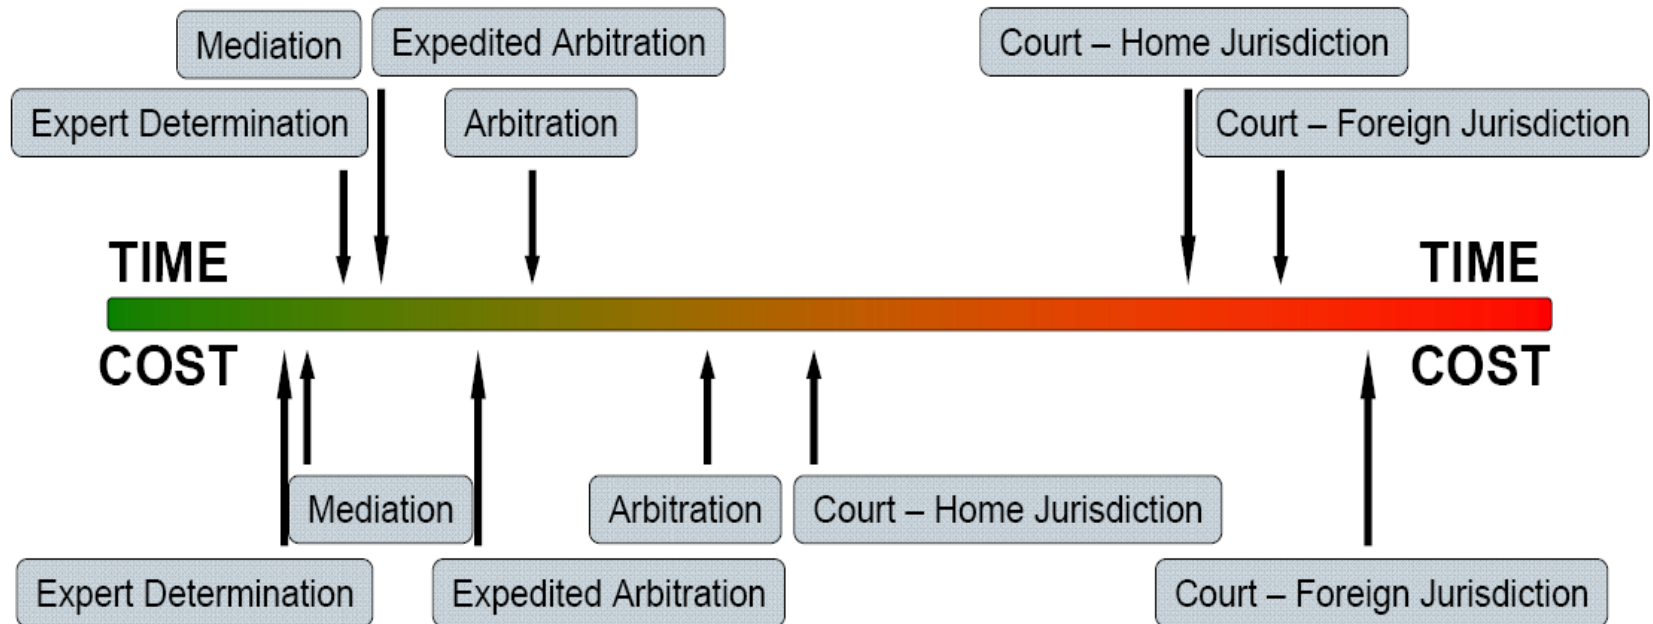 Mediation
Expedited Arbitration
Court – Home Jurisdiction
Expert Determination
Arbitration
Court – Foreign Jurisdiction
TIME
TIME
COST
COST
Mediation
Arbitration
Court – Home Jurisdiction
Expert Determination
Expedited Arbitration
Court – Foreign Jurisdiction